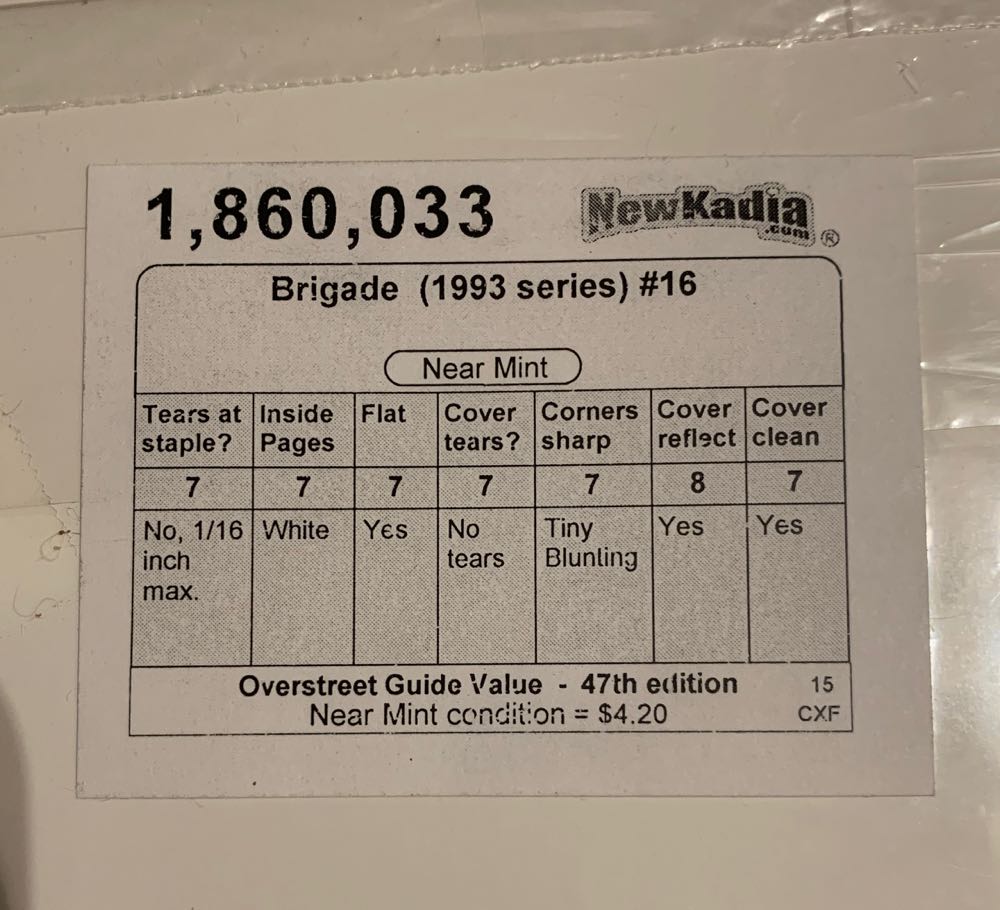 1,860,033
NewKadia
.com ®
Brigade (1993 series) #16
Near Mint
Tears at staple? Inside Pages Flat Cover tears? Corners sharp Cover reflect Cover clean
7 7 7 7 7 8 7
No, 1/16 inch max. White Yes No tears Tiny Blunting Yes Yes
Overstreet Guide Value - 47th edition 15
Near Mint condition = $4.20 CXF